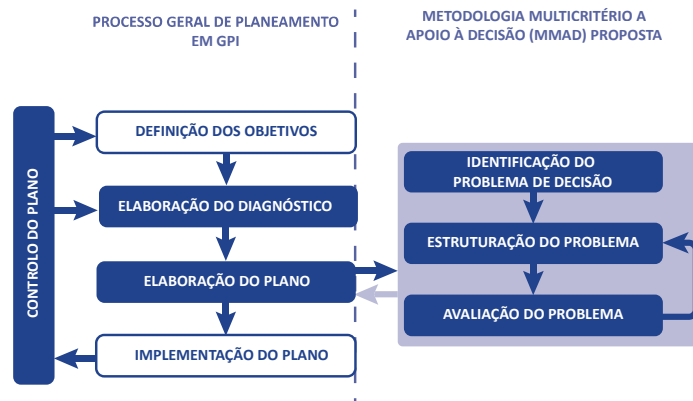 PROCESSO GERAL DE PLANEAMENTO
EM GPI
METODOLOGIA MULTICRITÉRIO A
APOIO À DECISÃO (MMAD) PROPOSTA
CONTROLO DO PLANO
DEFINIÇÃO DOS OBJETIVOS
ELABORAÇÃO DO DIAGNÓSTICO
ELABORAÇÃO DO PLANO
IMPLEMENTAÇÃO DO PLANO
IDENTIFICAÇÃO DO
PROBLEMA DE DECISÃO
ESTRUTURAÇÃO DO PROBLEMA
AVALIAÇÃO DO PROBLEMA